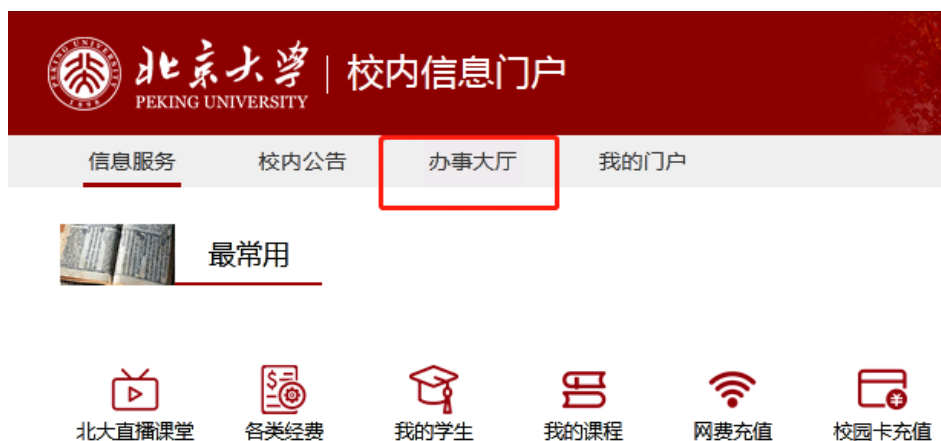 北京大学 | 校内信息门户
PEKING UNIVERSITY
信息服务 校内公告 办事大厅 我的门户
最常用
北大直播课堂 各类经费 我的学生 我的课程 网费充值 校园卡充值